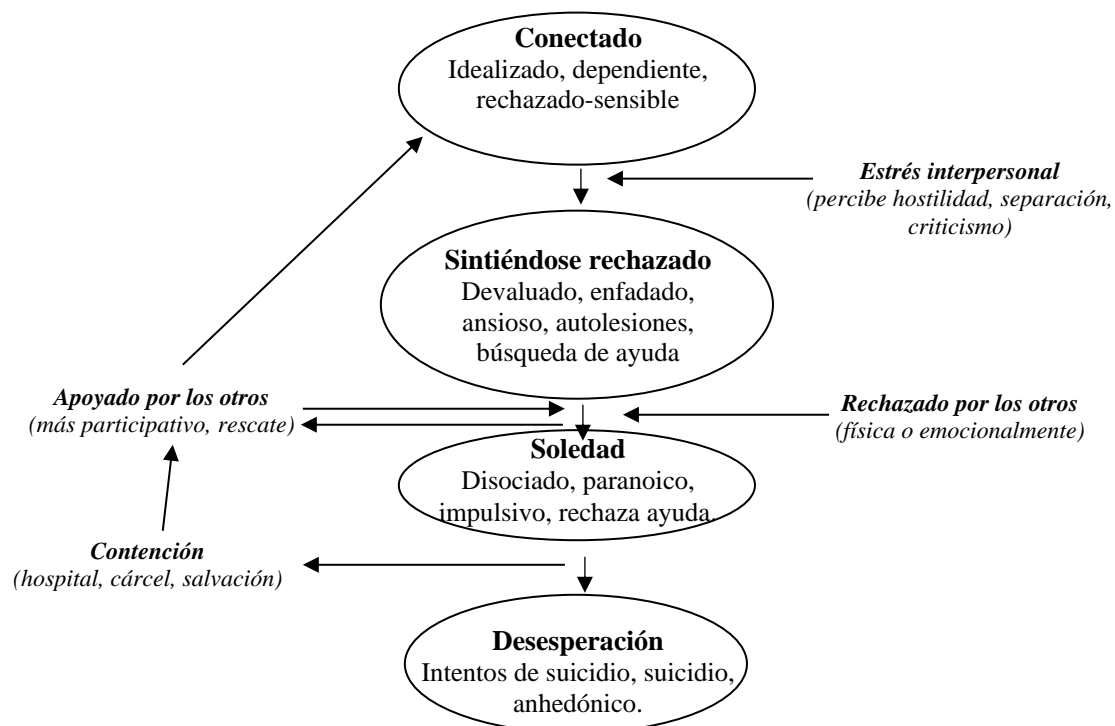 Conectado
Idealizado, dependiente,
rechazado-sensible
Estrés interpersonal
(percibe hostilidad, separación,
criticismo)
Sintiéndose rechazado
Devaluado, enfadado,
ansioso, autolesiones,
búsqueda de ayuda
Apoyado por los otros
(más participativo, rescate)
Rechazado por los otros
(física o emocionalmente)
Soledad
Disociado, paranoico,
impulsivo, rechaza ayuda.
Contención
(hospital, cárcel, salvación)
Desesperación
Intentos de suicidio, suicidio,
anhedónico.